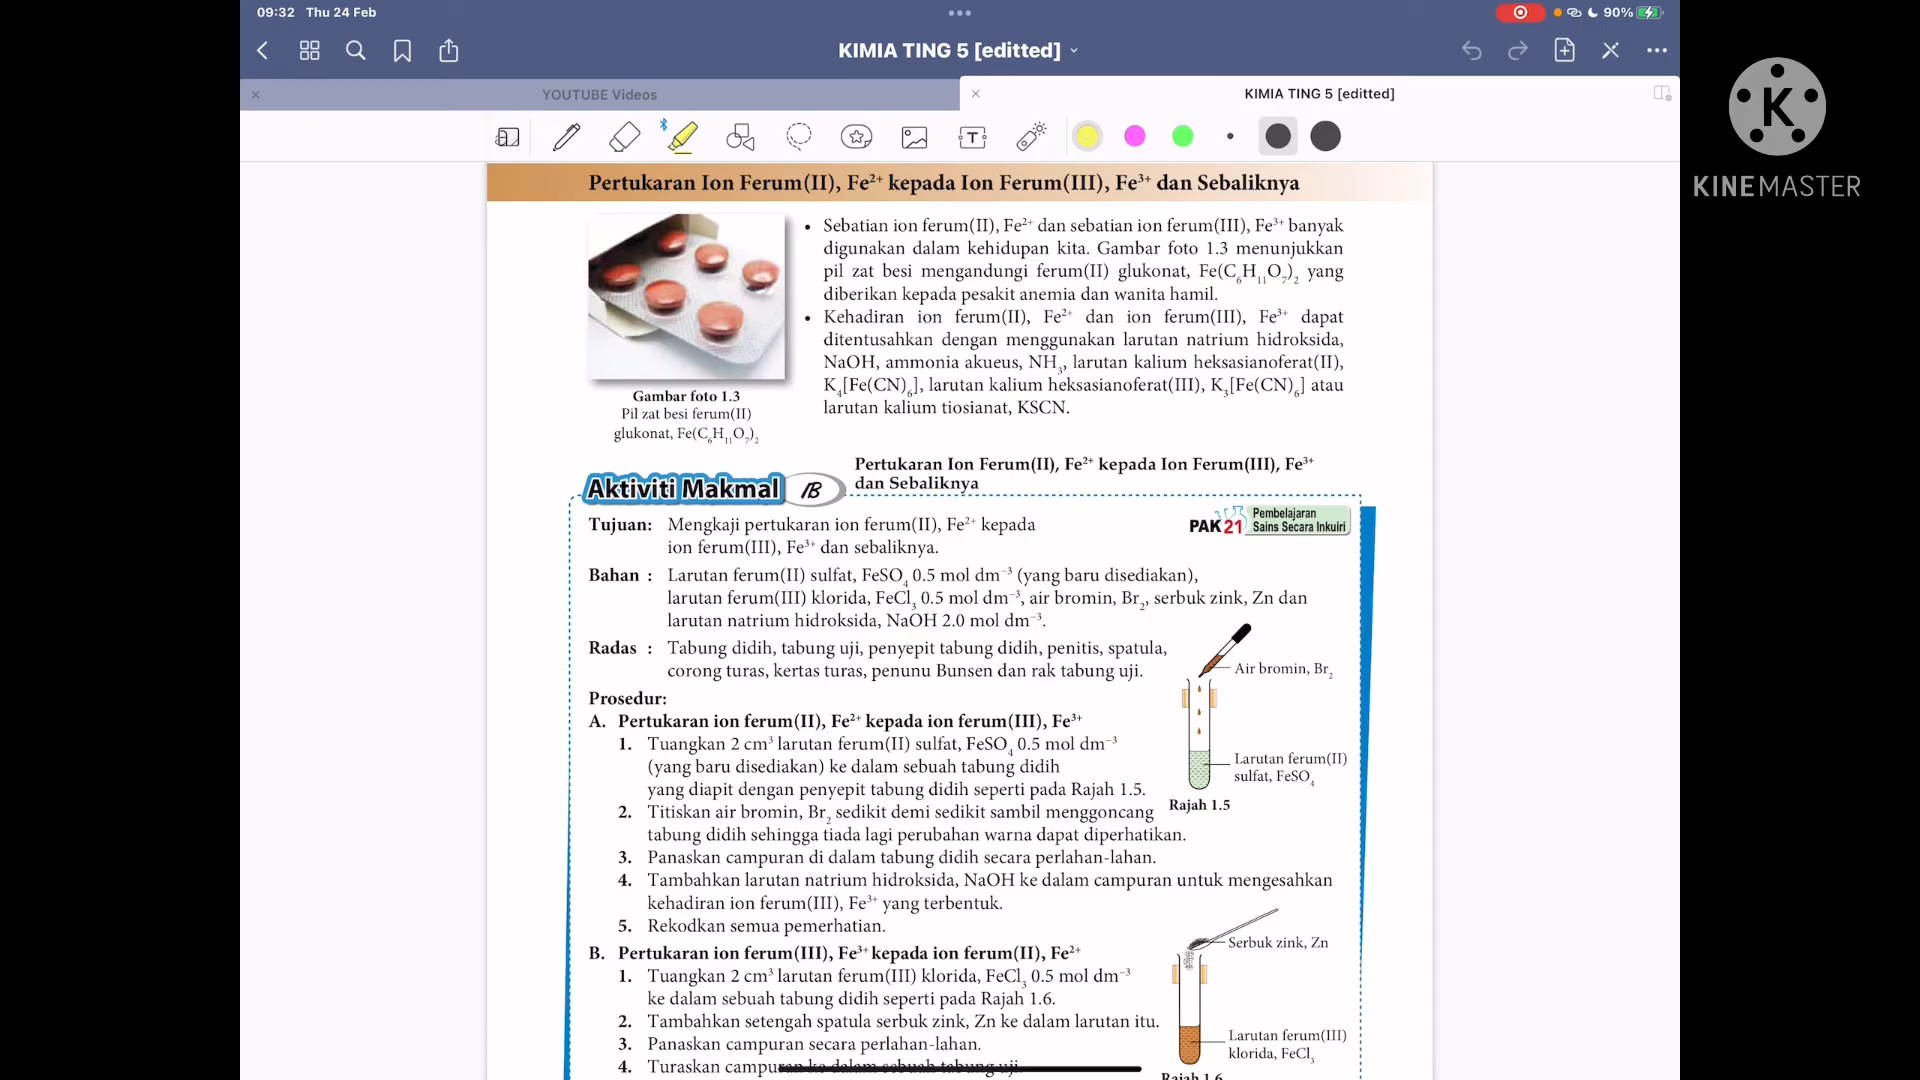 09:32 Thu 24 Feb
90%
KIMIA TING 5 [editted]
YOUTUBE Videos
KIMIA TING 5 [editted]
K
KINEMASTER
Pertukaran Ion Ferum(II), Fe²⁺ kepada Ion Ferum(III), Fe³⁺ dan Sebaliknya
• Sebatian ion ferum(II), Fe²⁺ dan sebatian ion ferum(III), Fe³⁺ banyak
digunakan dalam kehidupan kita. Gambar foto 1.3 menunjukkan
pil zat besi mengandungi ferum(II) glukonat, Fe(C₆H₁₁O₇)₂ yang
diberikan kepada pesakit anemia dan wanita hamil.
• Kehadiran ion ferum(II), Fe²⁺ dan ion ferum(III), Fe³⁺ dapat
ditentusahkan dengan menggunakan larutan natrium hidroksida,
NaOH, ammonia akueus, NH₃, larutan kalium heksasianoferat(II),
K₄[Fe(CN)₆], larutan kalium heksasianoferat(III), K₃[Fe(CN)₆] atau
larutan kalium tiosianat, KSCN.
Gambar foto 1.3
Pil zat besi ferum(II)
glukonat, Fe(C₆H₁₁O₇)₂
Aktiviti Makmal 1B
Pertukaran Ion Ferum(II), Fe²⁺ kepada Ion Ferum(III), Fe³⁺
dan Sebaliknya
PAK21
Pembelajaran
Sains Secara Inkuiri
Tujuan: Mengkaji pertukaran ion ferum(II), Fe²⁺ kepada
ion ferum(III), Fe³⁺ dan sebaliknya.
Bahan : Larutan ferum(II) sulfat, FeSO₄ 0.5 mol dm⁻³ (yang baru disediakan),
larutan ferum(III) klorida, FeCl₃ 0.5 mol dm⁻³, air bromin, Br₂, serbuk zink, Zn dan
larutan natrium hidroksida, NaOH 2.0 mol dm⁻³.
Radas : Tabung didih, tabung uji, penyepit tabung didih, penitis, spatula,
corong turas, kertas turas, penunu Bunsen dan rak tabung uji.
Prosedur:
A. Pertukaran ion ferum(II), Fe²⁺ kepada ion ferum(III), Fe³⁺
1. Tuangkan 2 cm³ larutan ferum(II) sulfat, FeSO₄ 0.5 mol dm⁻³
(yang baru disediakan) ke dalam sebuah tabung didih
yang diapit dengan penyepit tabung didih seperti pada Rajah 1.5.
2. Titiskan air bromin, Br₂ sedikit demi sedikit sambil menggoncang
tabung didih sehingga tiada lagi perubahan warna dapat diperhatikan.
3. Panaskan campuran di dalam tabung didih secara perlahan-lahan.
4. Tambahkan larutan natrium hidroksida, NaOH ke dalam campuran untuk mengesahkan
kehadiran ion ferum(III), Fe³⁺ yang terbentuk.
5. Rekodkan semua pemerhatian.
Air bromin, Br₂
Larutan ferum(II)
sulfat, FeSO₄
Rajah 1.5
B. Pertukaran ion ferum(III), Fe³⁺ kepada ion ferum(II), Fe²⁺
1. Tuangkan 2 cm³ larutan ferum(III) klorida, FeCl₃ 0.5 mol dm⁻³
ke dalam sebuah tabung didih seperti pada Rajah 1.6.
2. Tambahkan setengah spatula serbuk zink, Zn ke dalam larutan itu.
3. Panaskan campuran secara perlahan-lahan.
4. Turaskan campuran ke dalam sebuah tabung uji.
Serbuk zink, Zn
Larutan ferum(III)
klorida, FeCl₃
Rajah 1.6